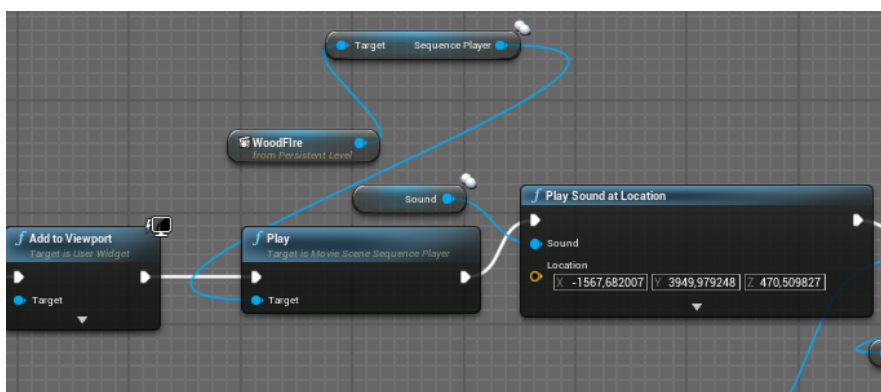 Target Sequence Player
WoodFIre
from Persistent Level
Sound
f Play Sound at Location
Sound
Location
X -1567,682007 Y 3949,979248 Z 470,509827
f Add to Viewport
Target is User Widget
Target
f Play
Target is Movie Scene Sequence Player
Target